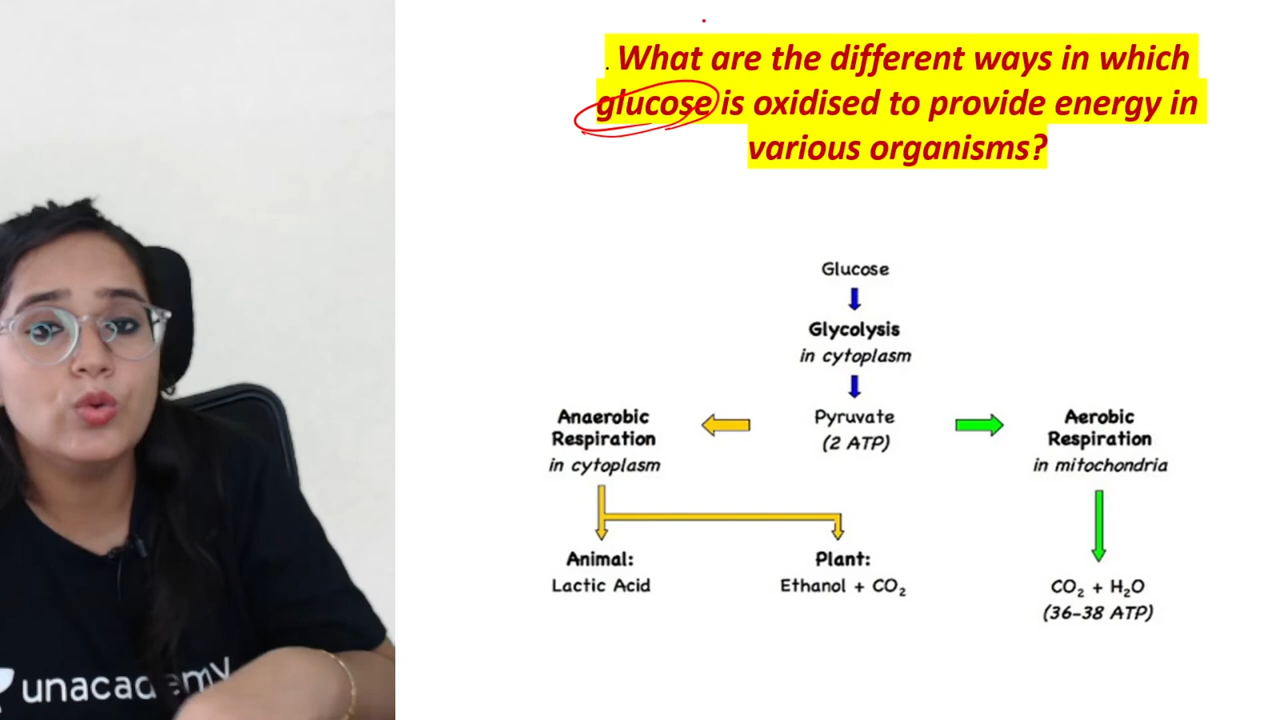 . What are the different ways in which
glucose is oxidised to provide energy in
various organisms?
Glucose
Glycolysis
in cytoplasm
Anaerobic
Respiration
in cytoplasm
Pyruvate
(2 ATP)
Aerobic
Respiration
in mitochondria
Animal:
Lactic Acid
Plant:
Ethanol + CO₂
CO₂ + H₂O
(36-38 ATP)
unacademy